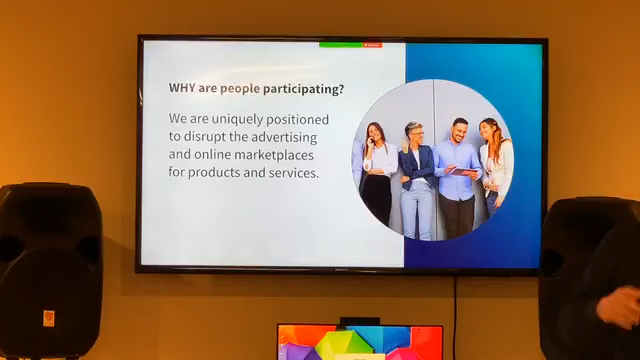 WHY are people participating?
We are uniquely positioned
to disrupt the advertising
and online marketplaces
for products and services.